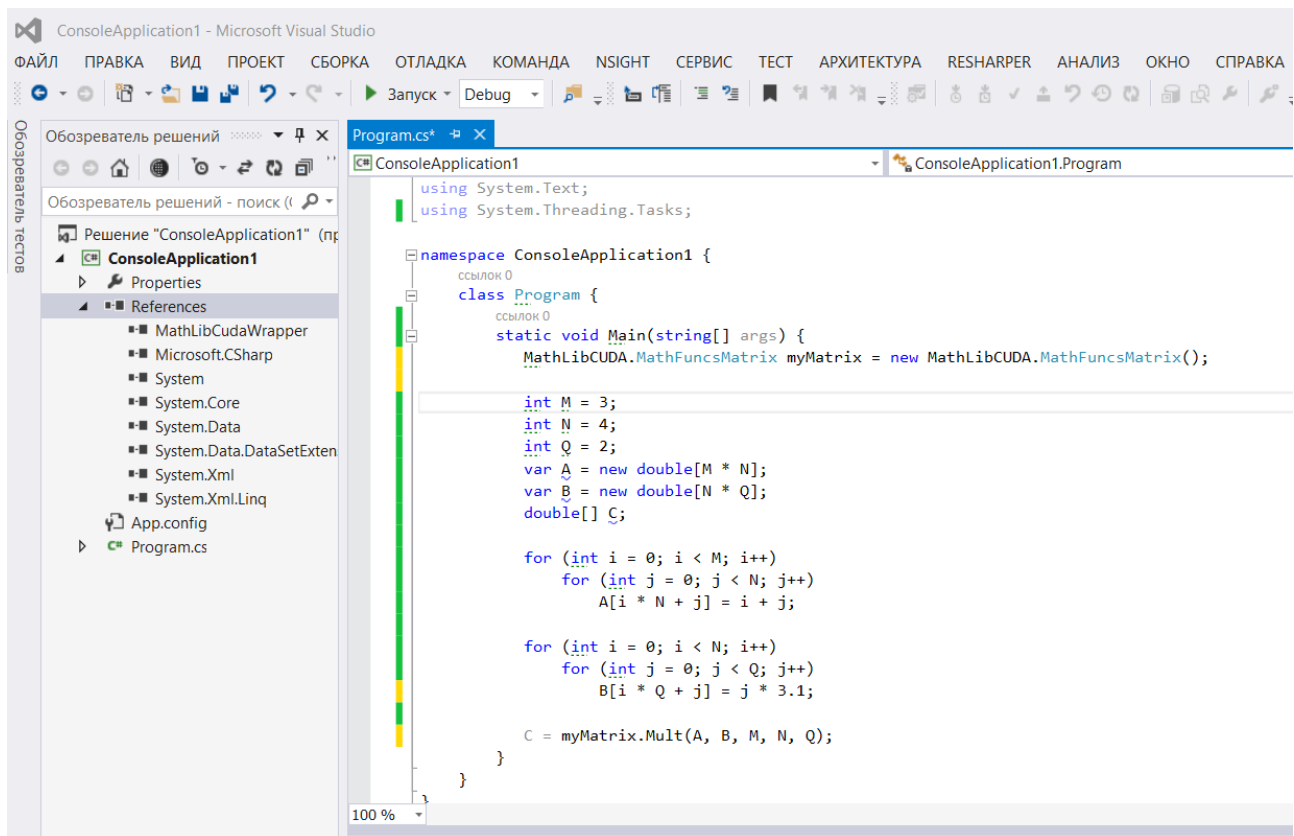 ConsoleApplication1 - Microsoft Visual Studio
ФАЙЛ ПРАВКА ВИД ПРОЕКТ СБОРКА ОТЛАДКА КОМАНДА NSIGHT СЕРВИС ТЕСТ АРХИТЕКТУРА RESHARPER АНАЛИЗ ОКНО СПРАВКА
Запуск Debug
Обозреватель тестов
Обозреватель решений
Обозреватель решений - поиск (
Решение "ConsoleApplication1" (пр
ConsoleApplication1
Properties
References
MathLibCudaWrapper
Microsoft.CSharp
System
System.Core
System.Data
System.Data.DataSetExten
System.Xml
System.Xml.Linq
App.config
Program.cs
Program.cs*
ConsoleApplication1 ConsoleApplication1.Program
using System.Text;
using System.Threading.Tasks;
namespace ConsoleApplication1 {
ссылок 0
class Program {
ссылок 0
static void Main(string[] args) {
MathLibCUDA.MathFuncsMatrix myMatrix = new MathLibCUDA.MathFuncsMatrix();
int M = 3;
int N = 4;
int Q = 2;
var A = new double[M * N];
var B = new double[N * Q];
double[] C;
for (int i = 0; i < M; i++)
for (int j = 0; j < N; j++)
A[i * N + j] = i + j;
for (int i = 0; i < N; i++)
for (int j = 0; j < Q; j++)
B[i * Q + j] = j * 3.1;
C = myMatrix.Mult(A, B, M, N, Q);
}
}
}
100 %